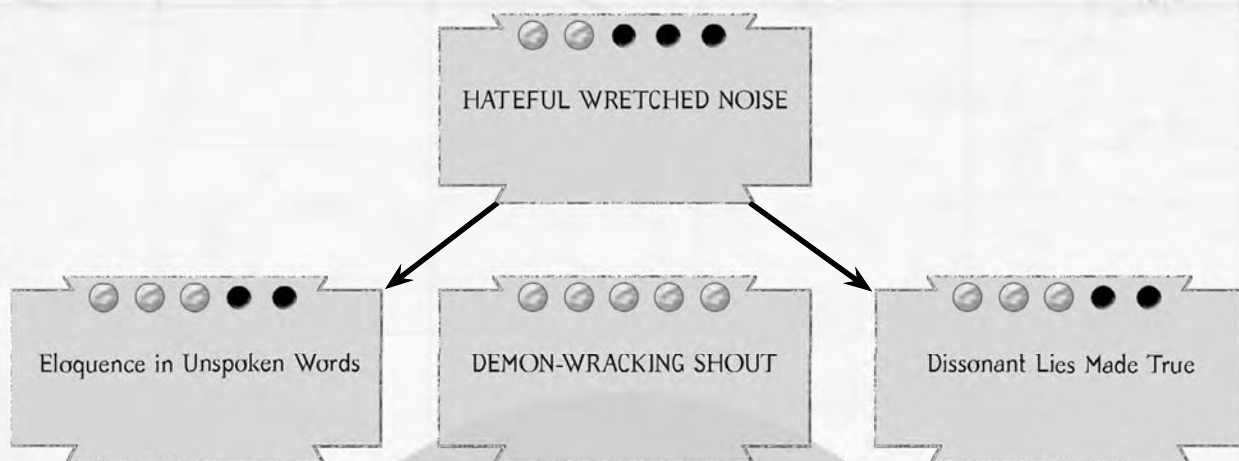 HATEFUL WRETCHED NOISE
Eloquence in Unspoken Words
DEMON-WRACKING SHOUT
Dissonant Lies Made True